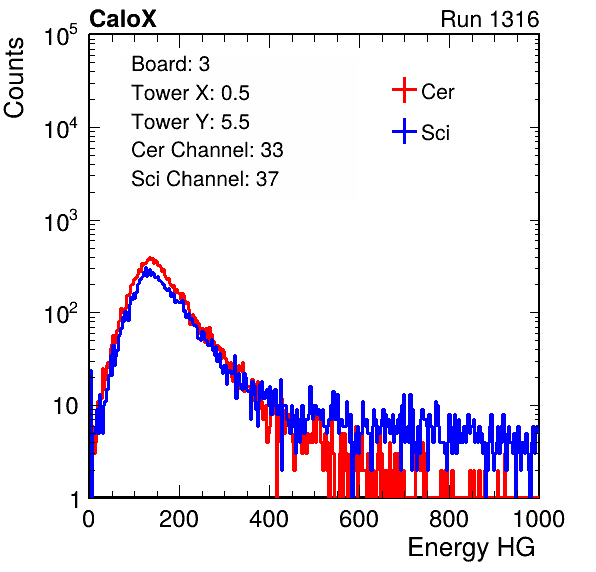 CaloX Run 1316
Counts
10^5
10^4
10^3
10^2
10
1
Board: 3
Tower X: 0.5
Tower Y: 5.5
Cer Channel: 33
Sci Channel: 37
Cer
Sci
0 200 400 600 800 1000
Energy HG